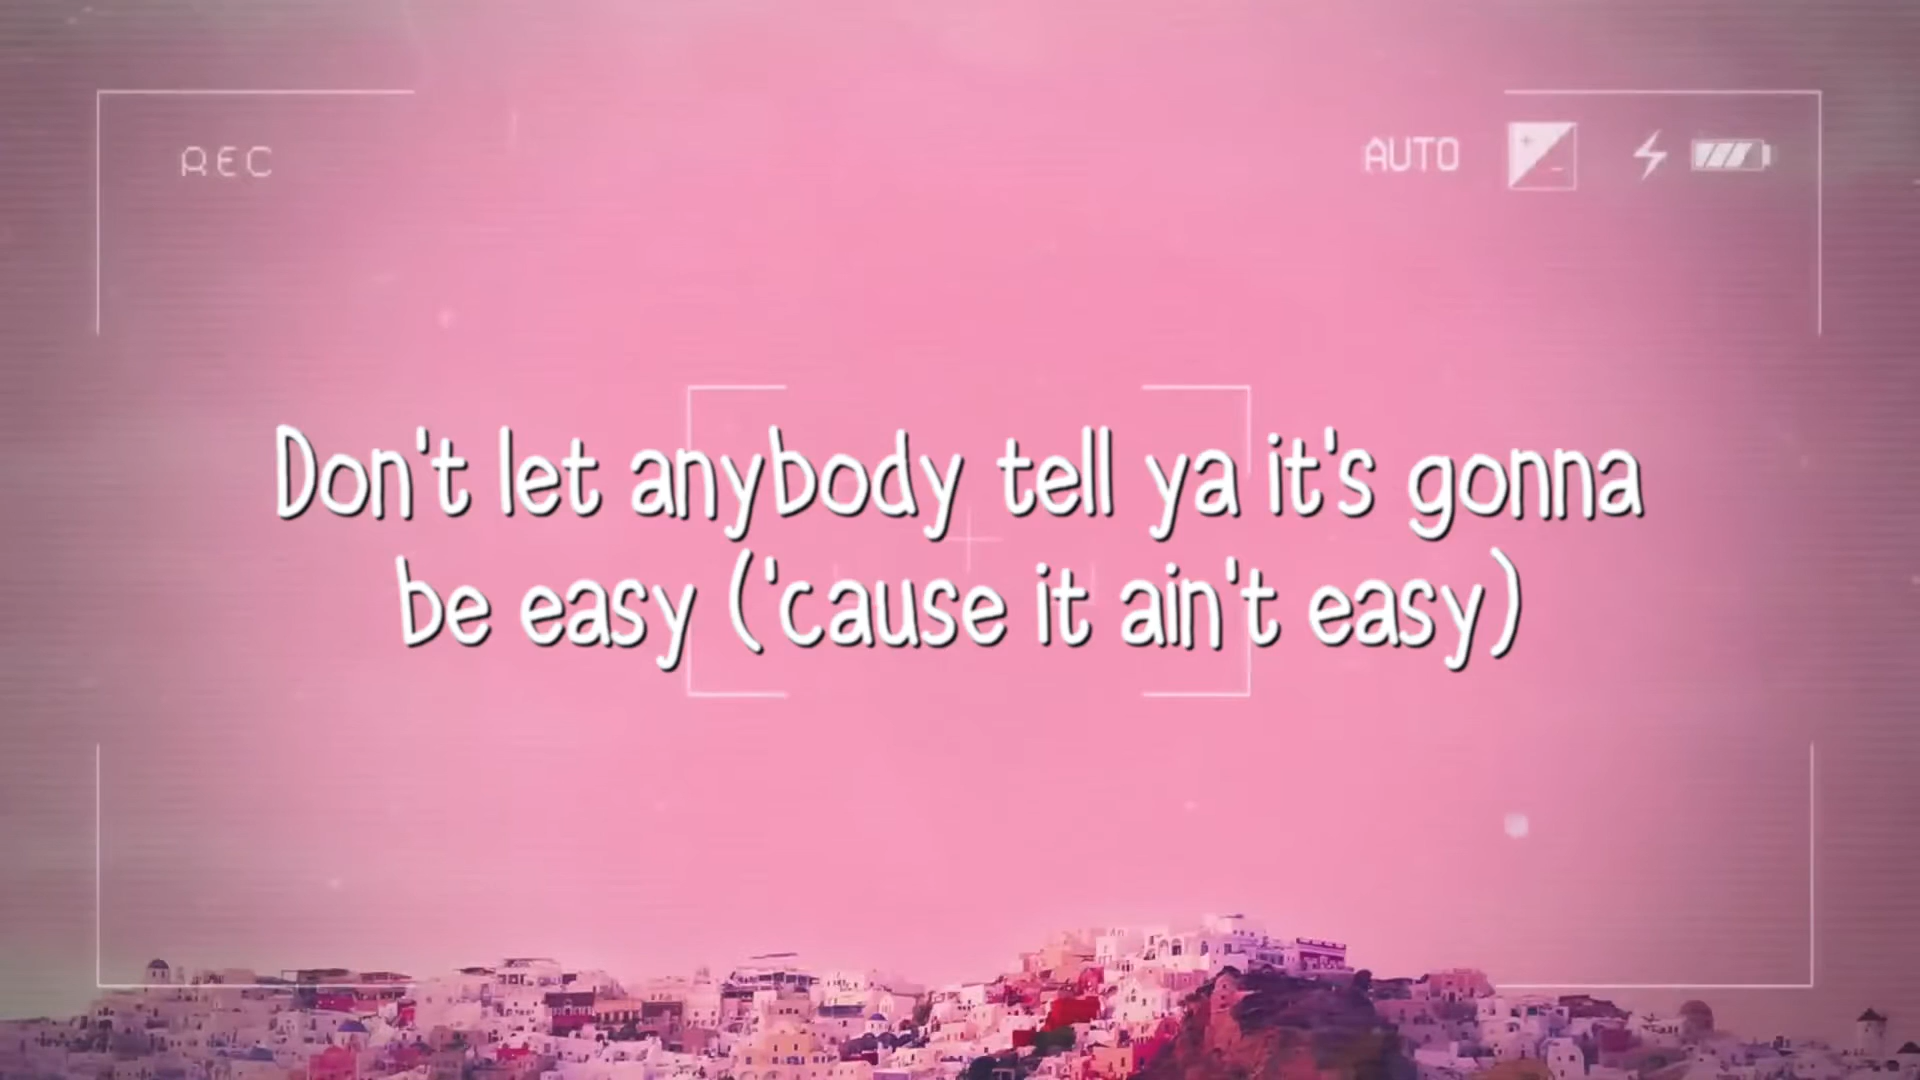 REC
AUTO
Don't let anybody tell ya it's gonna
be easy ('cause it ain't easy)